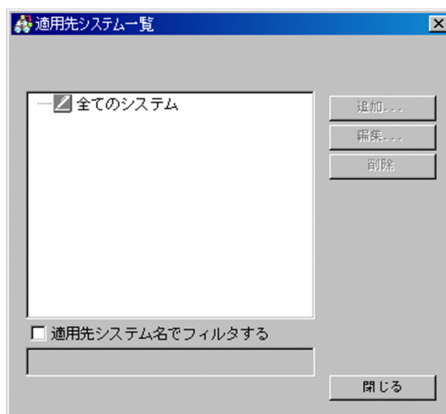 適用先システム一覧
全てのシステム
追加...
編集...
削除
適用先システム名でフィルタする
閉じる